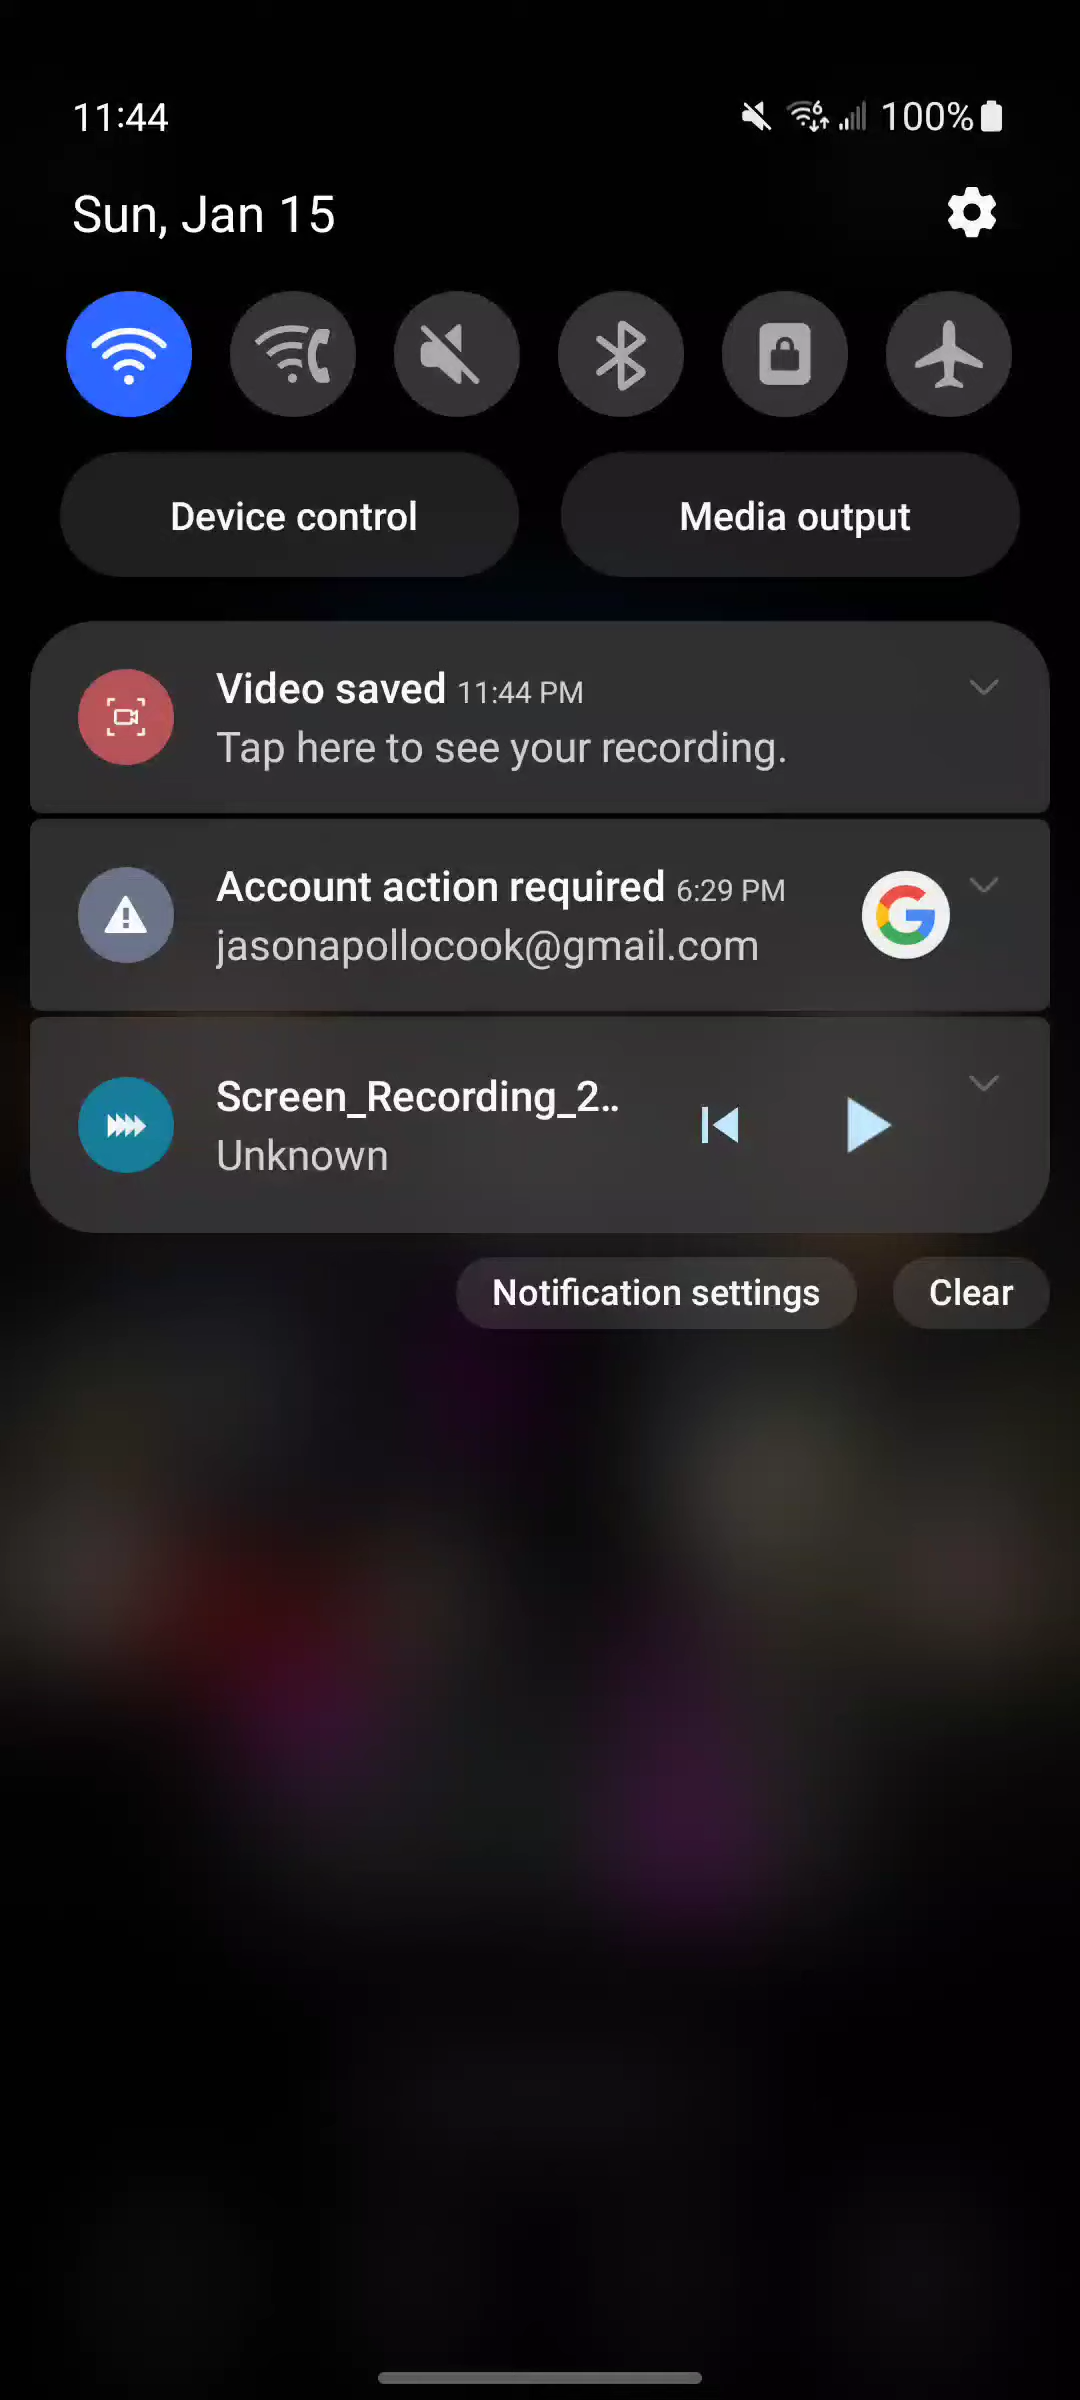 11:44
100%
Sun, Jan 15
Device control
Media output
Video saved 11:44 PM
Tap here to see your recording.
Account action required 6:29 PM
jasonapollocook@gmail.com
Screen_Recording_2..
Unknown
Notification settings
Clear